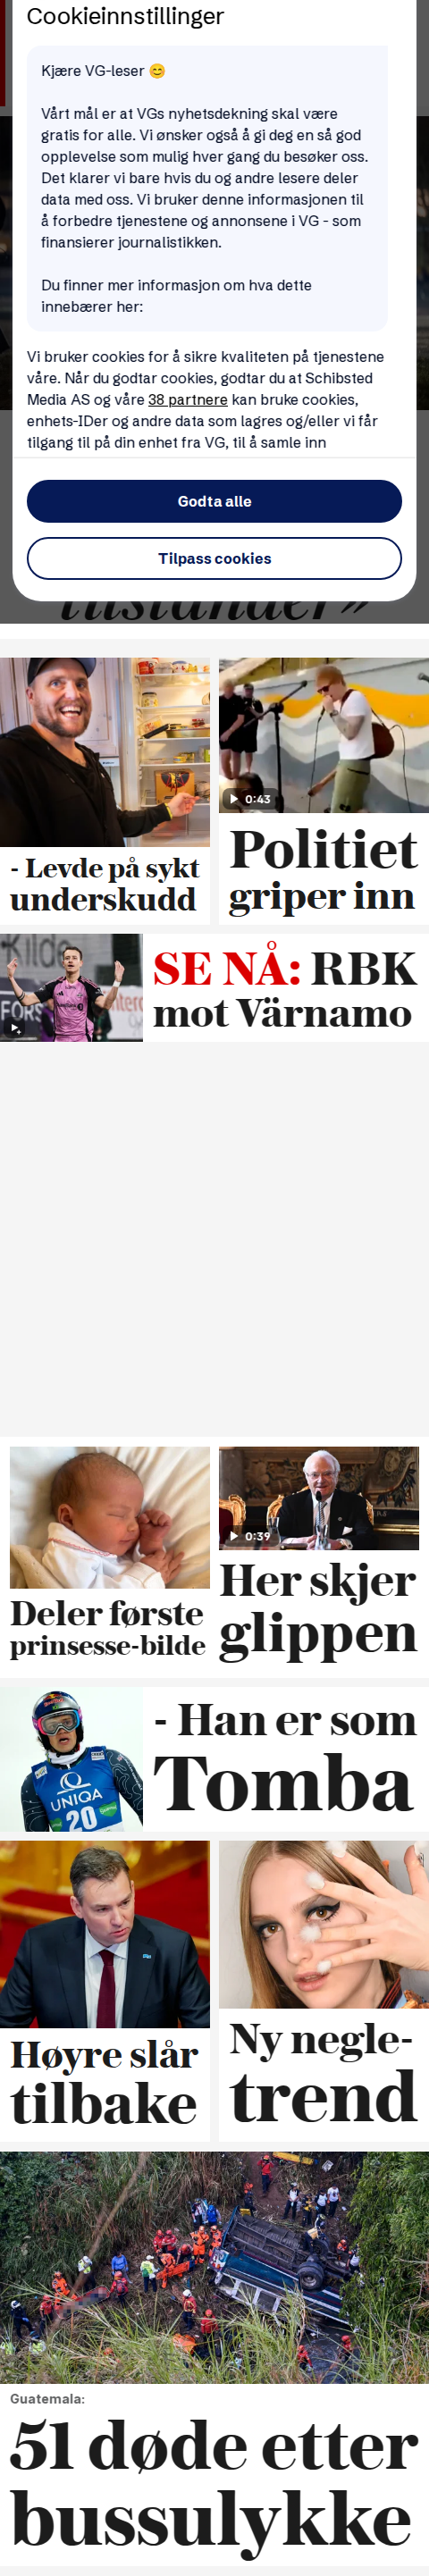 Cookieinnstillinger
Kjære VG-leser 😊
Vårt mål er at VGs nyhetsdekning skal være
gratis for alle. Vi ønsker også å gi deg en så god
opplevelse som mulig hver gang du besøker oss.
Det klarer vi bare hvis du og andre lesere deler
data med oss. Vi bruker denne informasjonen til
å forbedre tjenestene og annonsene i VG - som
finansierer journalistikken.
Du finner mer informasjon om hva dette
innebærer her:
Vi bruker cookies for å sikre kvaliteten på tjenestene
våre. Når du godtar cookies, godtar du at Schibsted
Media AS og våre 38 partnere kan bruke cookies,
enhets-IDer og andre data som lagres og/eller vi får
tilgang til på din enhet fra VG, til å samle inn
Godta alle
Tilpass cookies
tilstander»
0:43
- Levde på sykt
underskudd
Politiet
griper inn
SE NÅ: RBK
mot Värnamo
0:39
Deler første
prinsesse-bilde
Her skjer
glippen
UNIQA
20
- Han er som
Tomba
Høyre slår
tilbake
Ny negle-
trend
Guatemala:
51 døde etter
bussulykke